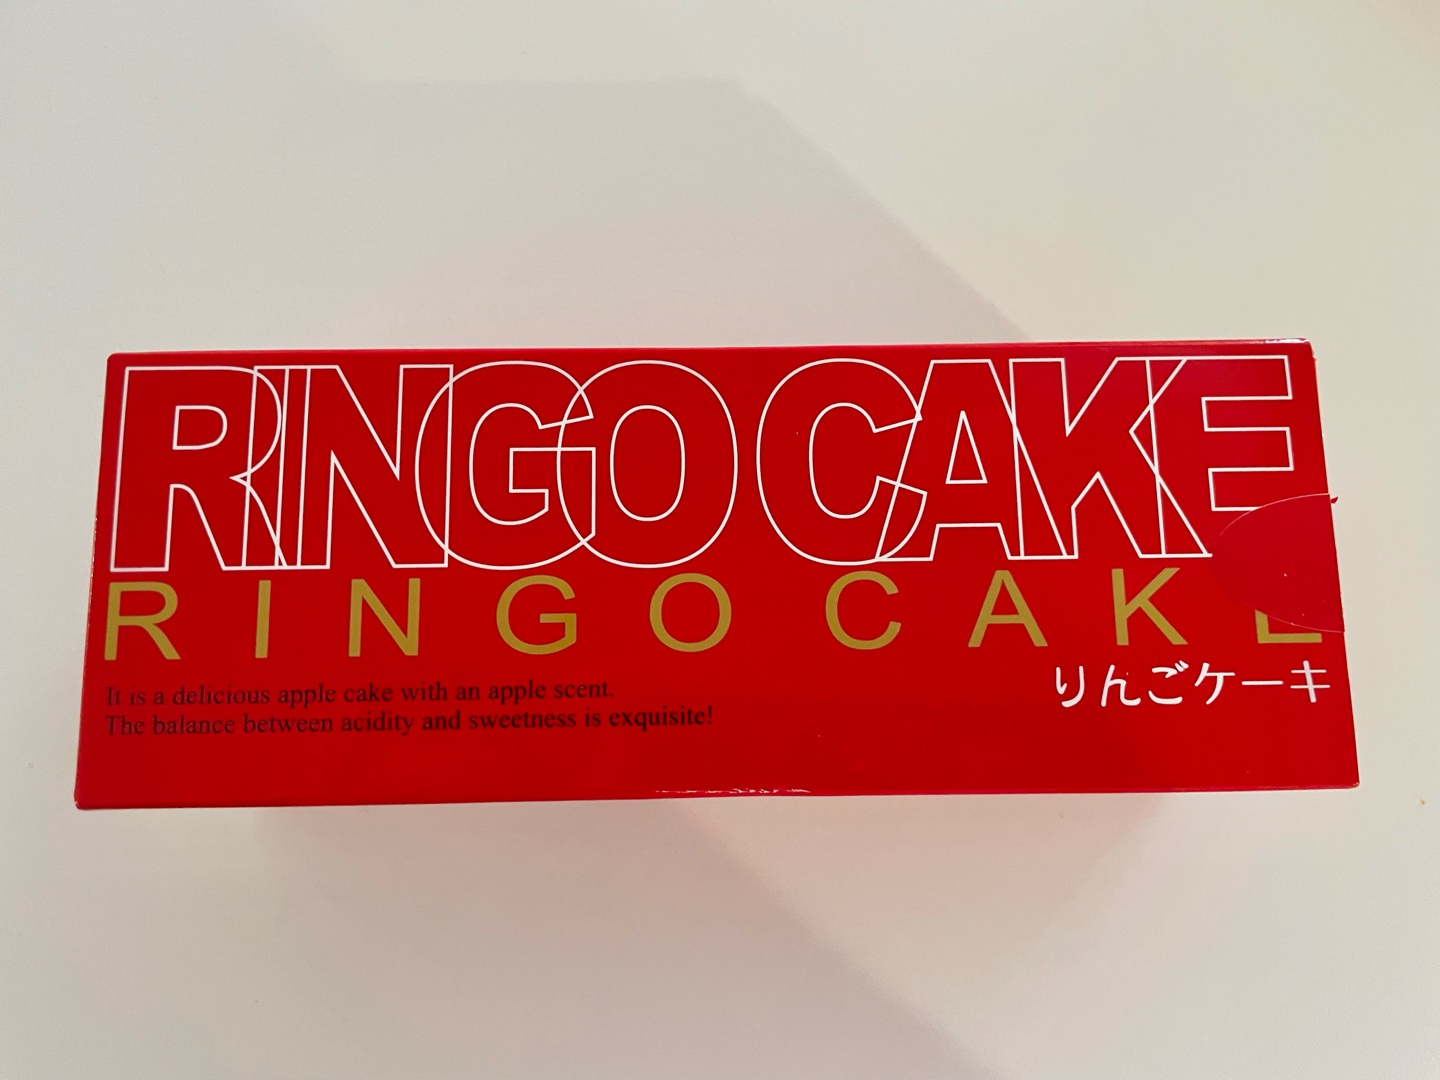 RINGO CAKE
RINGO CAKE
りんごケーキ
It is a delicious apple cake with an apple scent.
The balance between acidity and sweetness is exquisite!